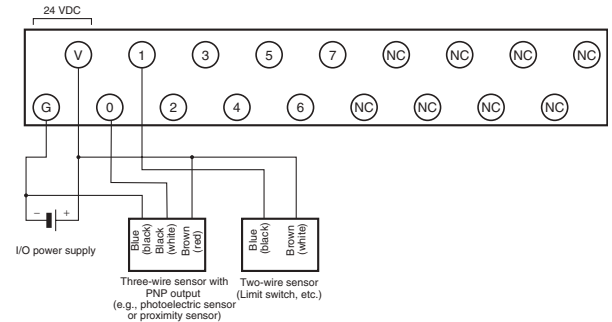 24 VDC
V 1 3 5 7 NC NC NC NC
G 0 2 4 6 NC NC NC NC
− +
I/O power supply
Blue (black)
Black (white)
Brown (red)
Blue (black)
Brown (white)
Three-wire sensor with
PNP output
(e.g., photoelectric sensor
or proximity sensor)
Two-wire sensor
(Limit switch, etc.)